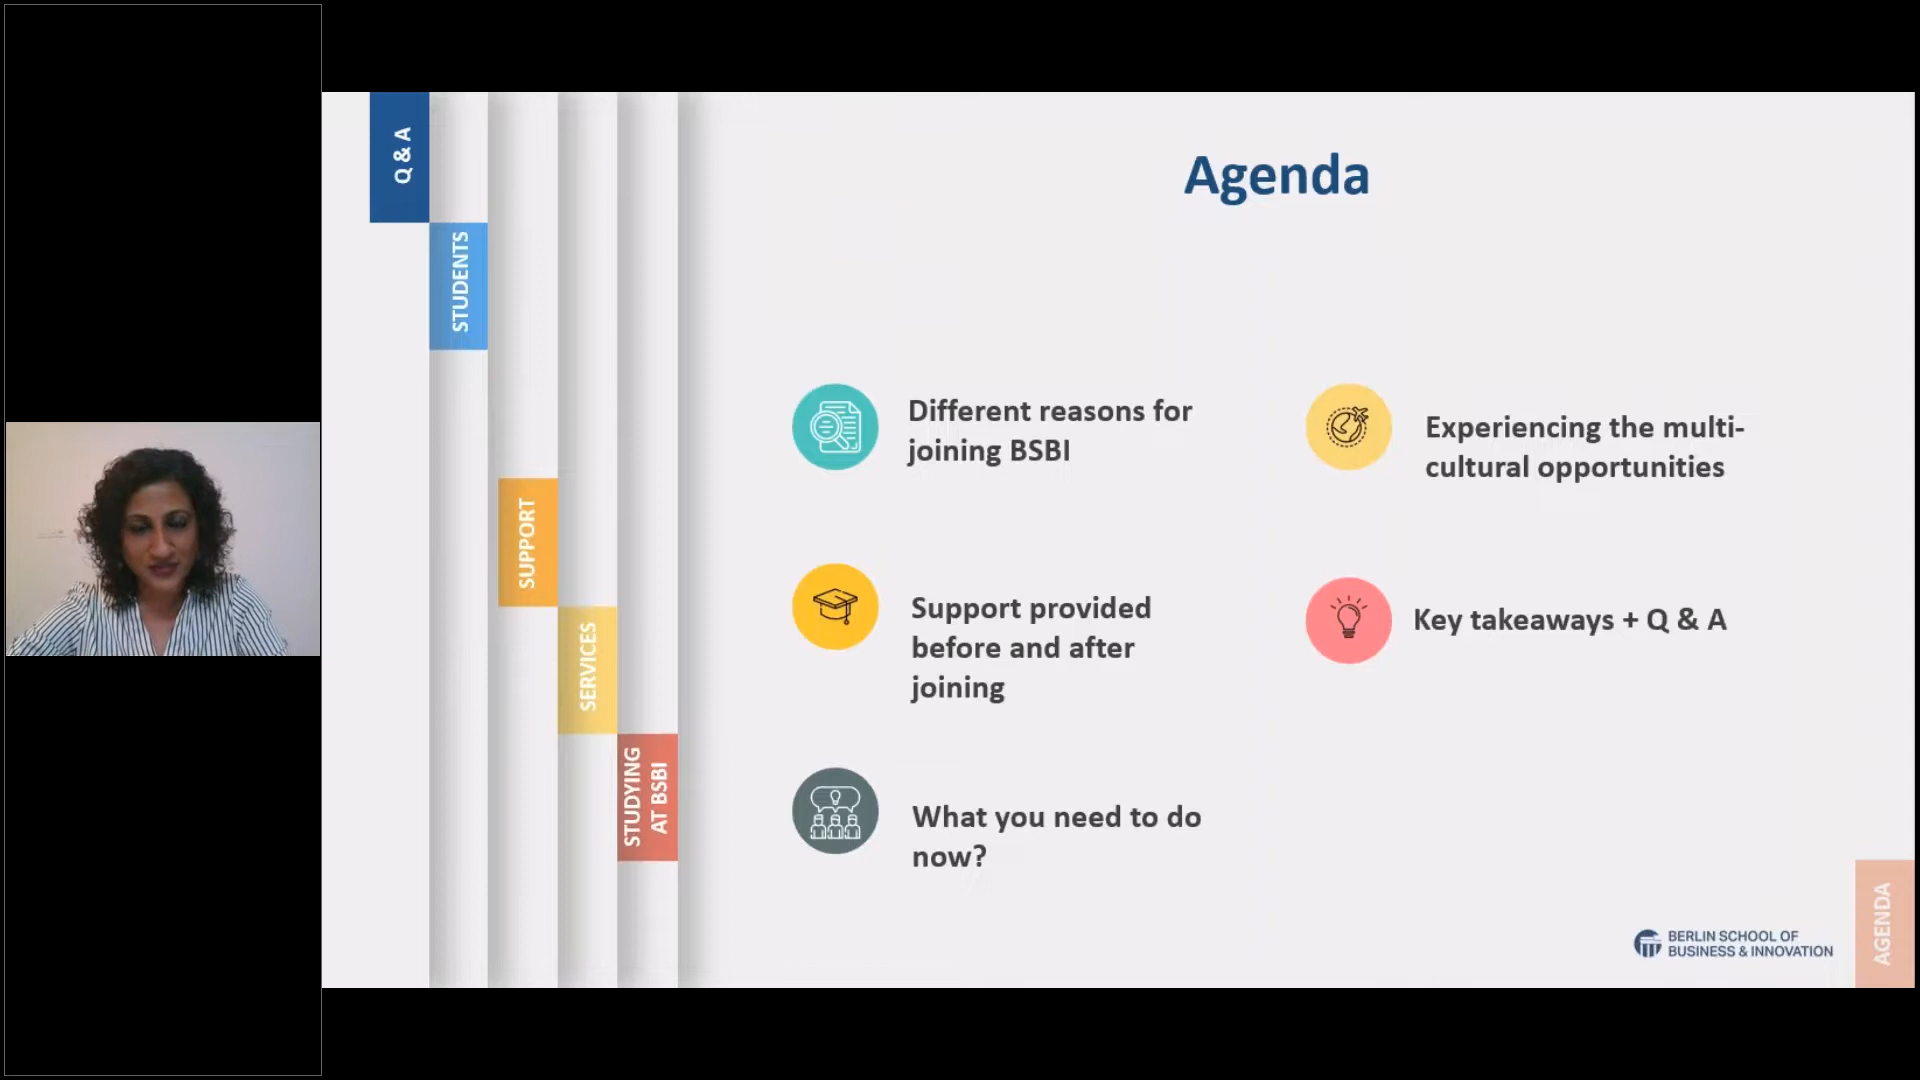 Q & A
STUDENTS
SUPPORT
SERVICES
STUDYING
AT BSBI
Agenda
Different reasons for
joining BSBI
Support provided
before and after
joining
What you need to do
now?
Experiencing the multi-
cultural opportunities
Key takeaways + Q & A
BERLIN SCHOOL OF
BUSINESS & INNOVATION
AGENDA